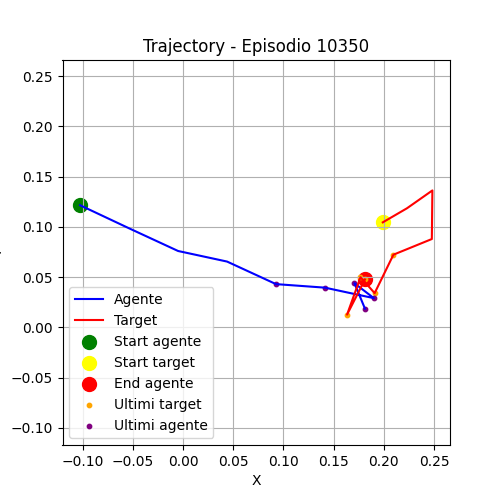 Trajectory - Episodio 10350
0.25
0.20
0.15
0.10
0.05
0.00
−0.05
−0.10
Agente
Target
Start agente
Start target
End agente
Ultimi target
Ultimi agente
−0.10 −0.05 0.00 0.05 0.10 0.15 0.20 0.25
X